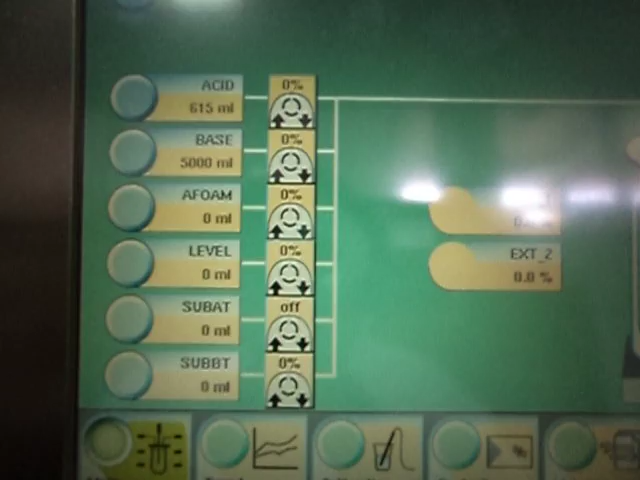 ACID
615 ml
0%
BASE
5000 ml
0%
AFOAM
0 ml
0%
LEVEL
0 ml
0%
SUBAT
0 ml
off
SUBBT
0 ml
0%
EXT_2
0.0 %